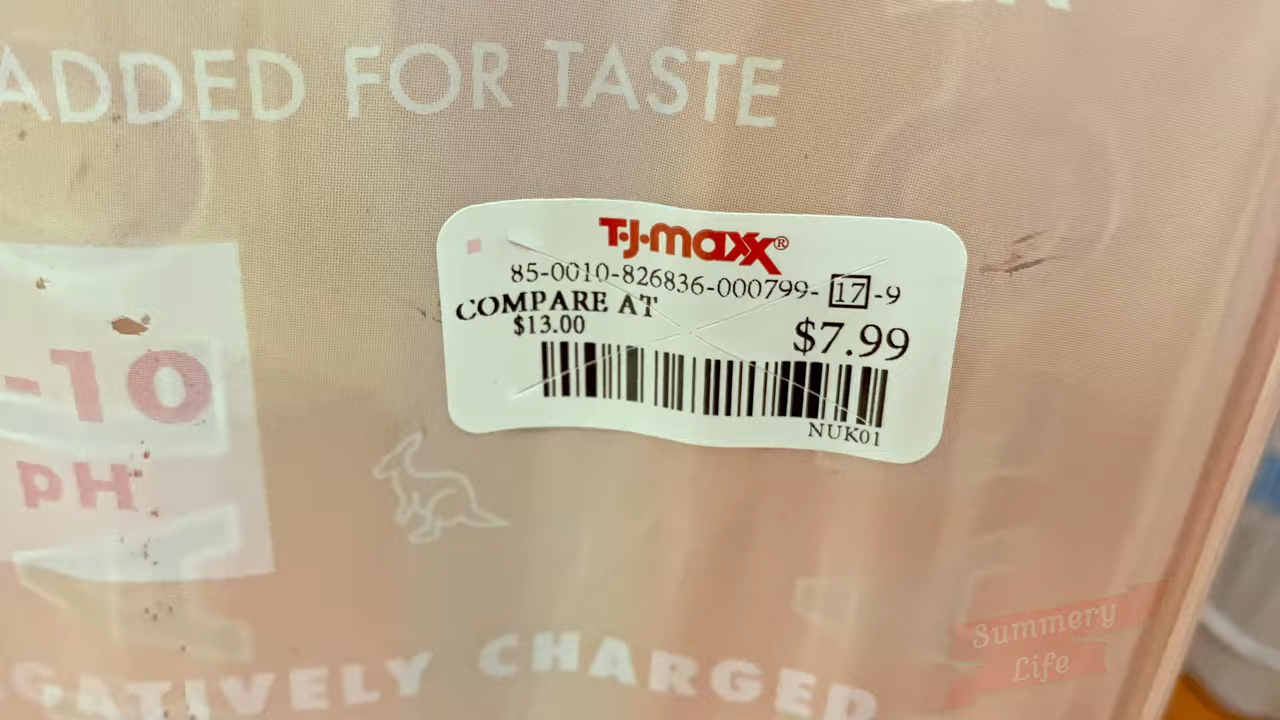 ADDED FOR TASTE
T·J·maxx®
85-0010-826836-000799-17-9
COMPARE AT
$13.00
$7.99
NUK01
-10
PH
CHARGED
Summery
Life